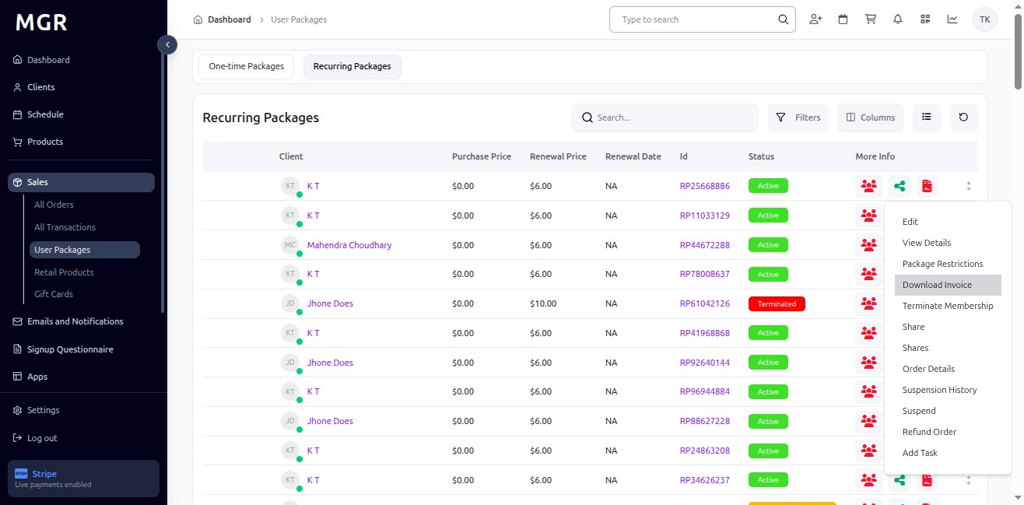 MGR
Dashboard
Clients
Schedule
Products
Sales
All Orders
All Transactions
User Packages
Retail Products
Gift Cards
Emails and Notifications
Signup Questionnaire
Apps
Settings
Log out
Stripe
Live payments enabled
Dashboard > User Packages
Type to search
TK
One-time Packages Recurring Packages
Recurring Packages
Search...
Filters
Columns
Client Purchase Price Renewal Price Renewal Date Id Status More Info
KT K T $0.00 $6.00 NA RP25668886 Active
KT K T $0.00 $6.00 NA RP11033129 Active
MC Mahendra Choudhary $0.00 $6.00 NA RP44672288 Active
KT K T $0.00 $6.00 NA RP78008637 Active
JD Jhone Does $0.00 $10.00 NA RP61042126 Terminated
KT K T $0.00 $6.00 NA RP41968868 Active
JD Jhone Does $0.00 $6.00 NA RP92640144 Active
KT K T $0.00 $6.00 NA RP96944884 Active
JD Jhone Does $0.00 $6.00 NA RP88627228 Active
KT K T $0.00 $6.00 NA RP24863208 Active
KT K T $0.00 $6.00 NA RP34626237 Active
Edit
View Details
Package Restrictions
Download Invoice
Terminate Membership
Share
Shares
Order Details
Suspension History
Suspend
Refund Order
Add Task